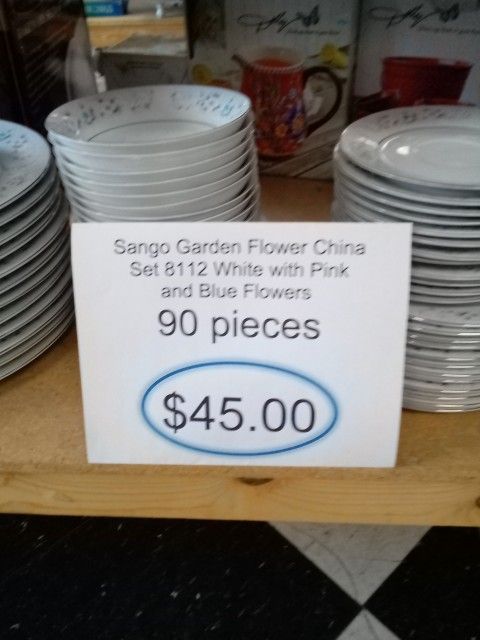 Sango Garden Flower China
Set 8112 White with Pink
and Blue Flowers
90 pieces
$45.00